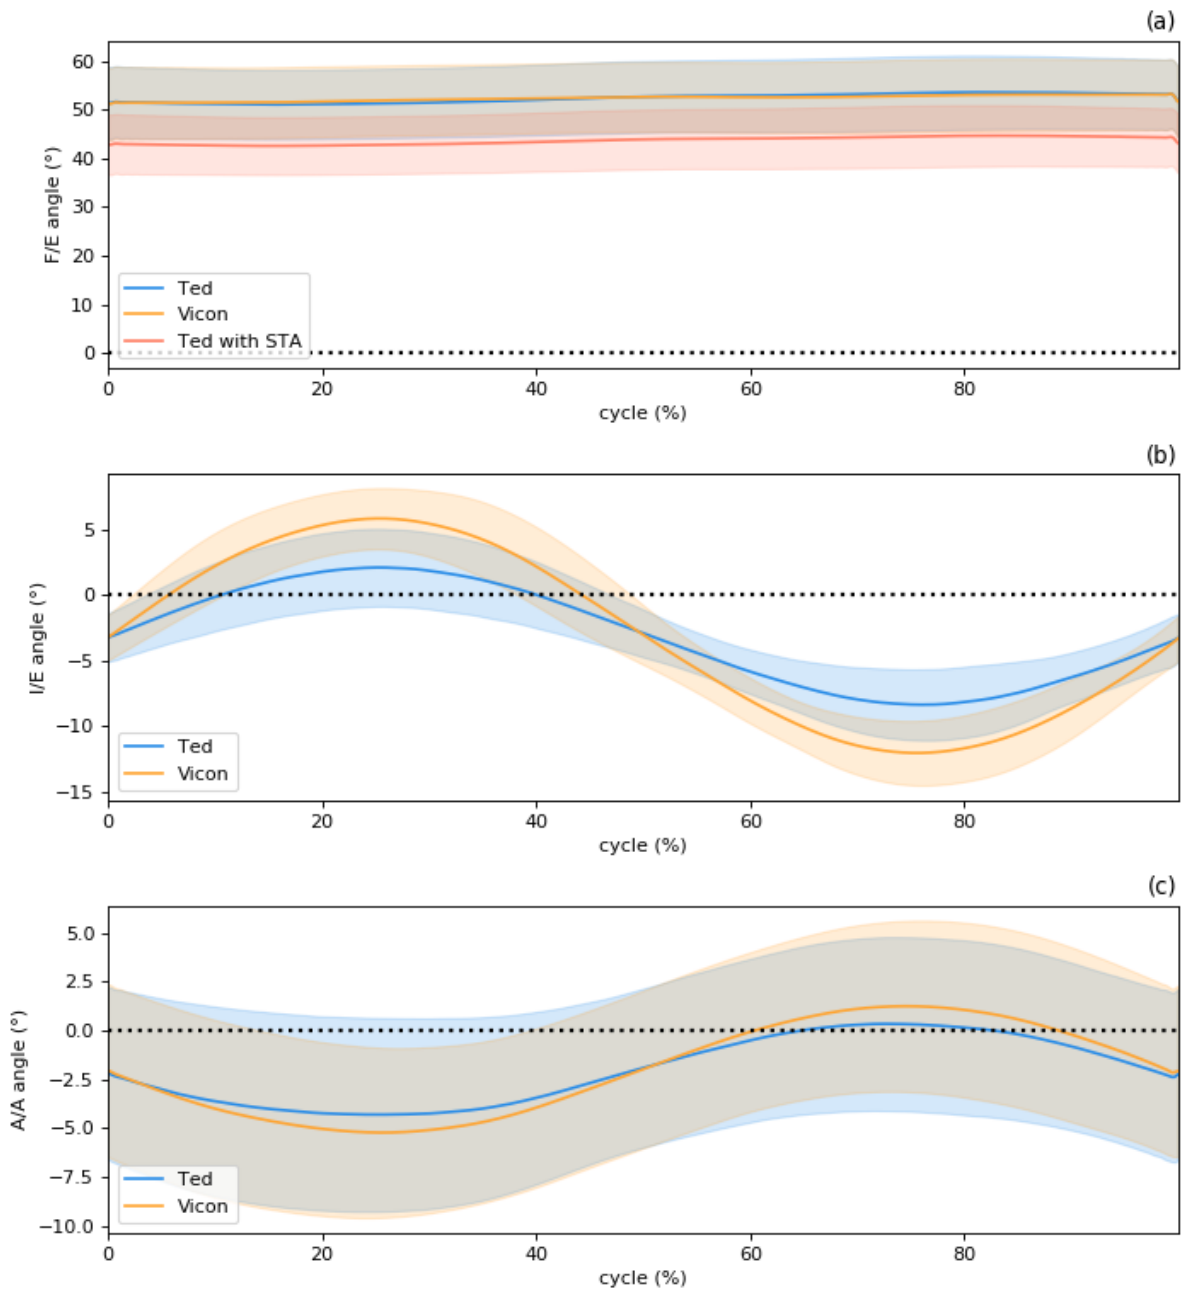 (a)
60
50
40
30
20
10
0
F/E angle (°)
Ted
Vicon
Ted with STA
0 20 40 60 80
cycle (%)
(b)
5
0
−5
−10
−15
I/E angle (°)
Ted
Vicon
0 20 40 60 80
cycle (%)
(c)
5.0
2.5
0.0
−2.5
−5.0
−7.5
−10.0
A/A angle (°)
Ted
Vicon
0 20 40 60 80
cycle (%)